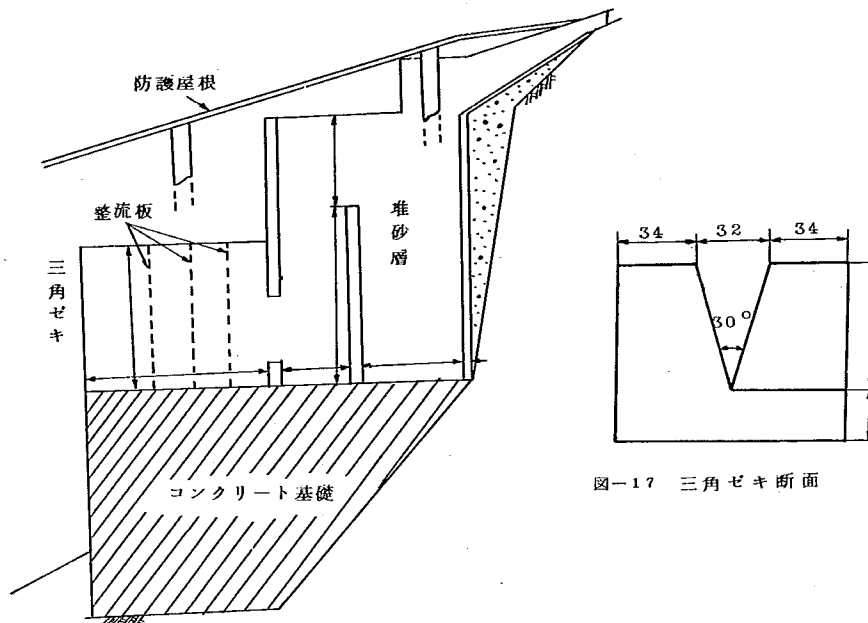 防護屋根
整流板
三角ゼキ
堆砂層
コンクリート基礎
34 32 34
30°
図-17 三角ゼキ断面